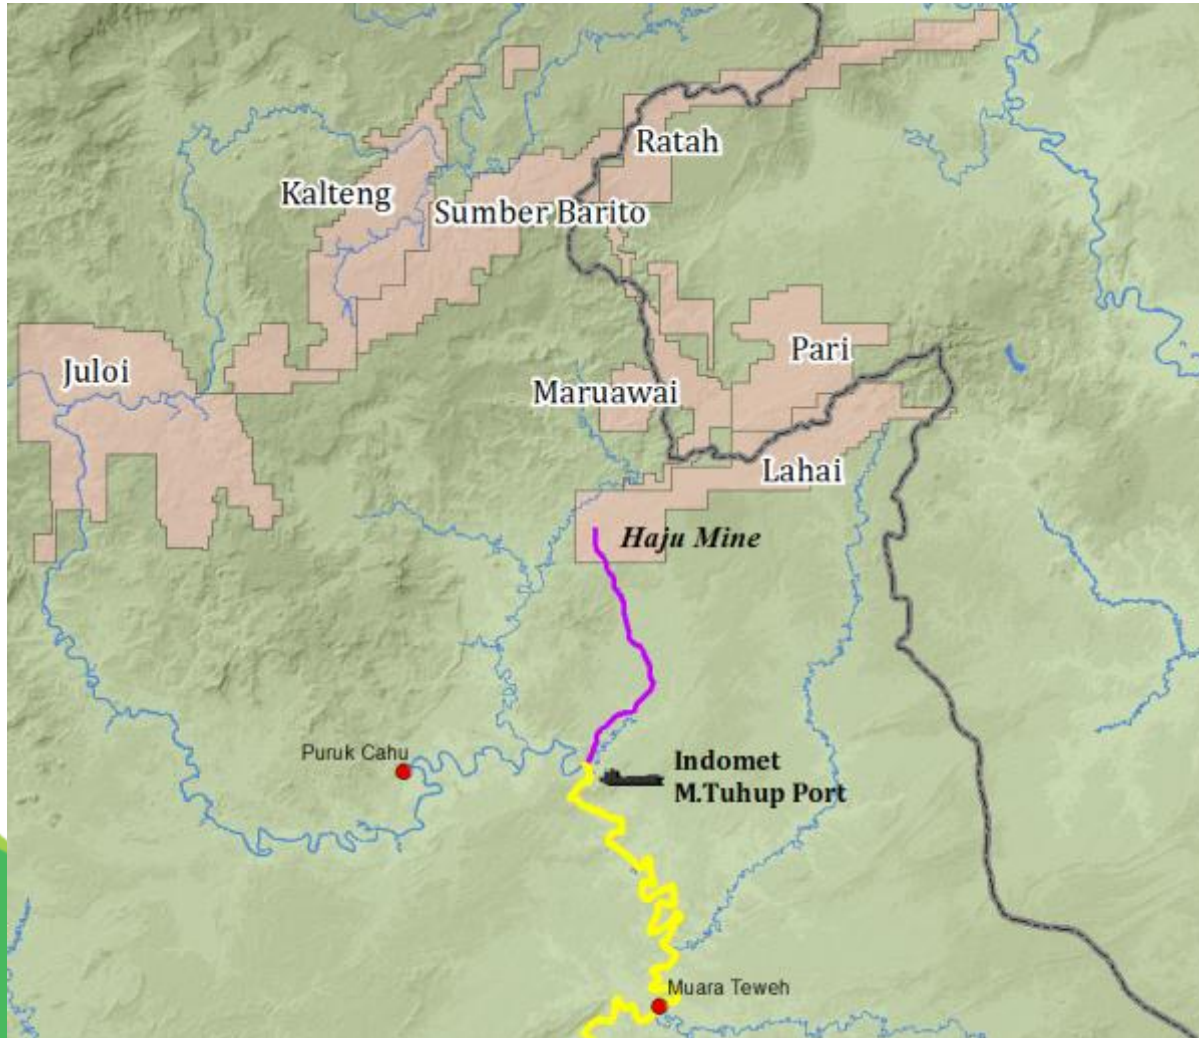 Ratah
Kalteng
Sumber Barito
Pari
Juloi
Maruawai
Lahai
Haju Mine
Puruk Cahu
Indomet
M.Tuhup Port
Muara Teweh